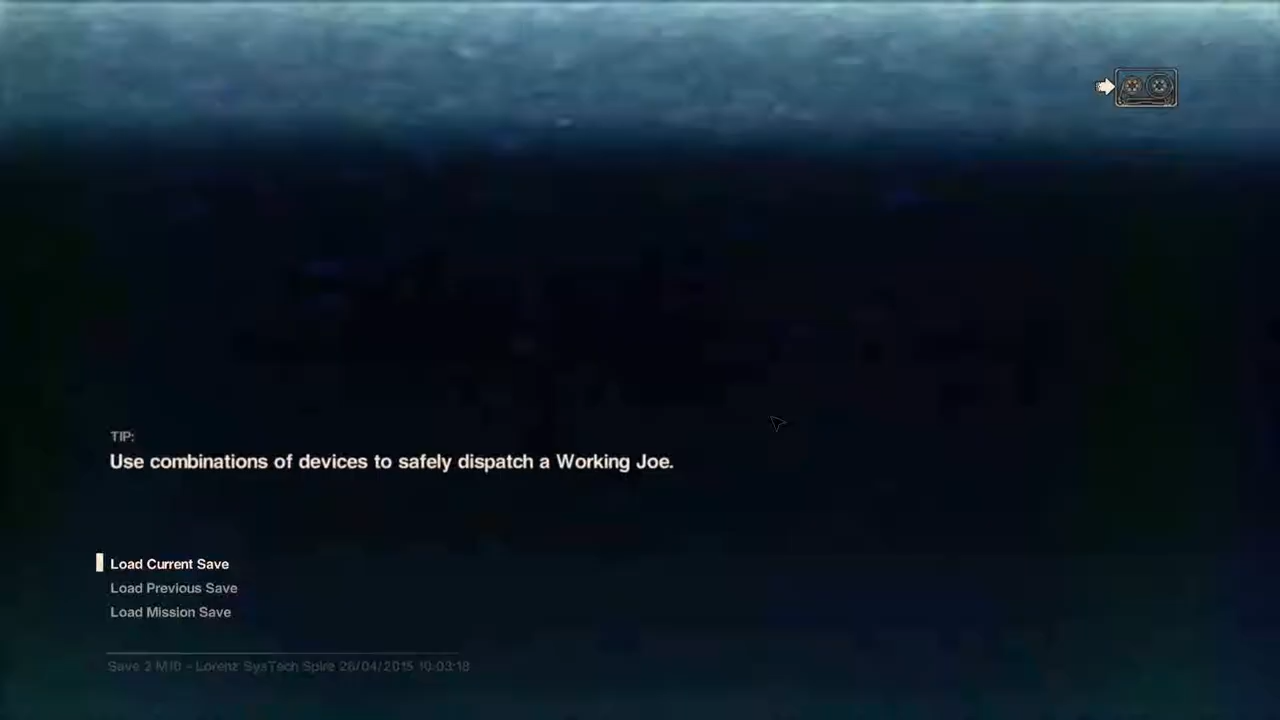 TIP:
Use combinations of devices to safely dispatch a Working Joe.
Load Current Save
Load Previous Save
Load Mission Save
Save 2 M10 - Lorenz SysTech Spire 26/04/2015 10:03:18